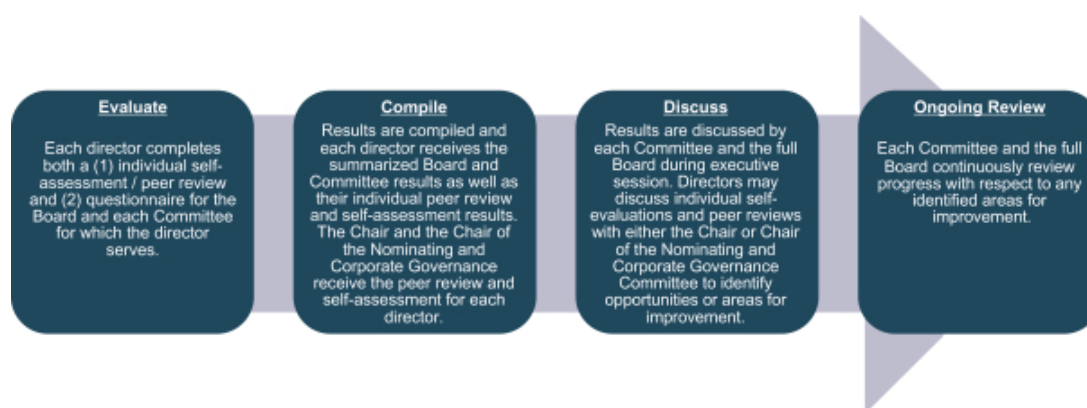 Evaluate
Each director completes
both a (1) individual self-
assessment / peer review
and (2) questionnaire for
the Board and each Committee
for which the director
serves.
Compile
Results are compiled and
each director receives the
summarized Board and
Committee results as well as
their individual peer review
and self-assessment results.
The Chair and the Chair of
the Nominating and
Corporate Governance
receive the peer review and
self-assessment for each
director.
Discuss
Results are discussed by
each Committee and the full
Board during executive
session. Directors may
discuss individual self-
evaluations and peer reviews
with either the Chair or Chair
of the Nominating and
Corporate Governance
Committee to identify
opportunities or areas for
improvement.
Ongoing Review
Each Committee and the full
Board continuously review
progress with respect to any
identified areas for
improvement.